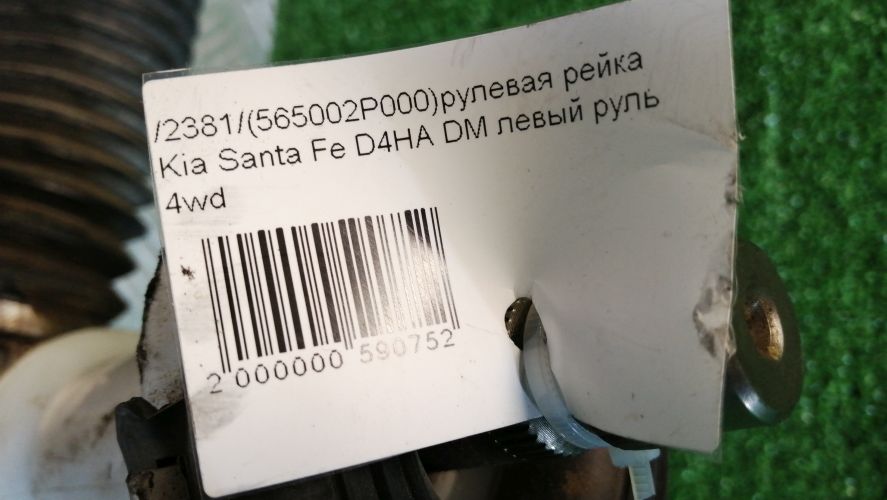 /2381/(565002P000)рулевая рейка
Kia Santa Fe D4HA DM левый руль
4wd
2 000000 590752